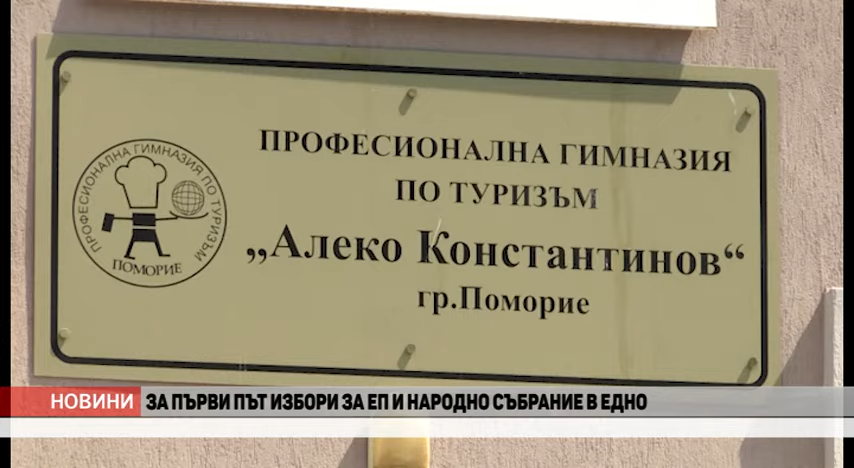 ПРОФЕСИОНАЛНА ГИМНАЗИЯ ПО ТУРИЗЪМ
ПОМОРИЕ
ПРОФЕСИОНАЛНА ГИМНАЗИЯ
ПО ТУРИЗЪМ
„Алеко Константинов“
гр.Поморие
НОВИНИ
ЗА ПЪРВИ ПЪТ ИЗБОРИ ЗА ЕП И НАРОДНО СЪБРАНИЕ В ЕДНО